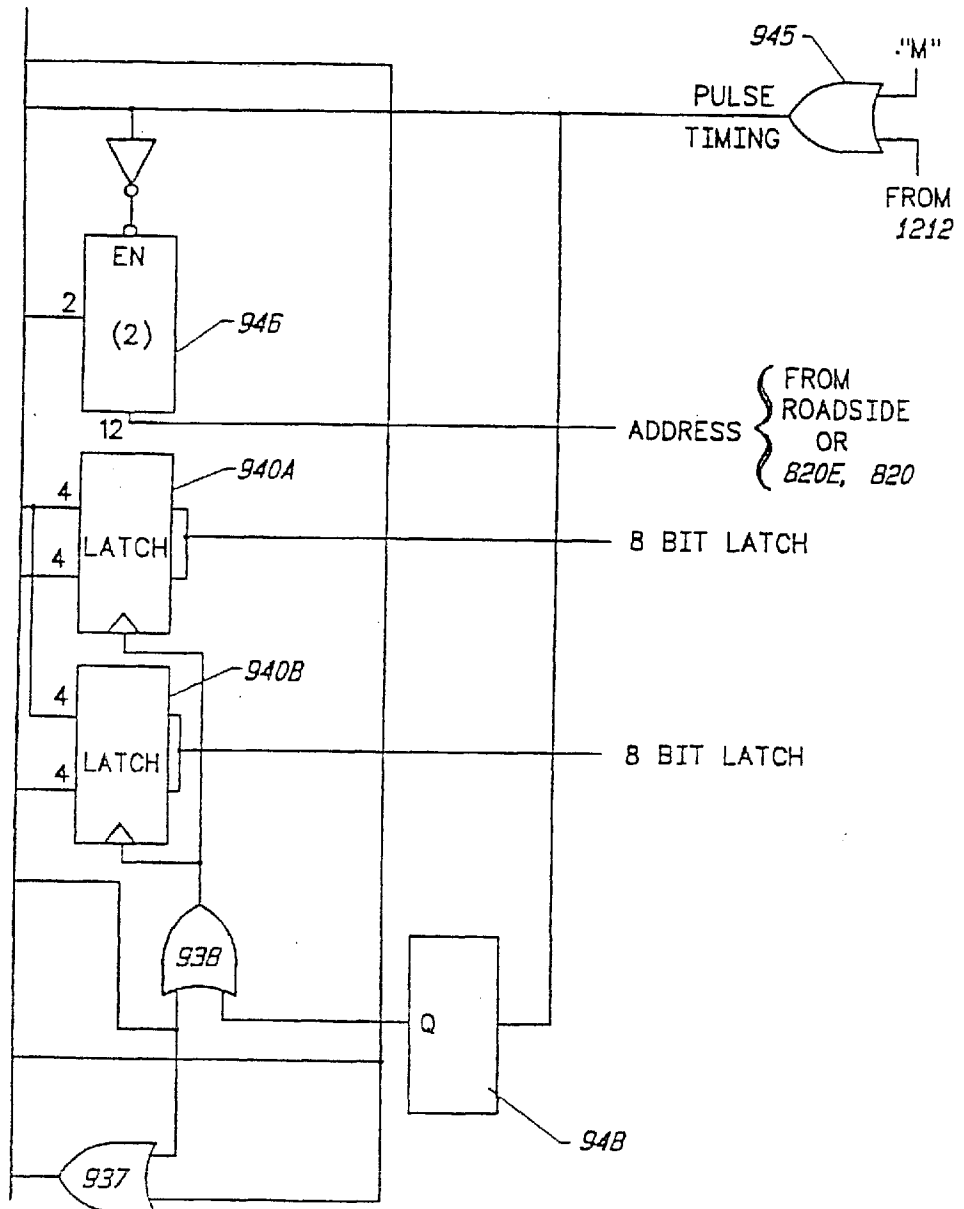 945
."M"
PULSE
TIMING
FROM
1212
EN
2
(2)
946
12
ADDRESS
FROM
ROADSIDE
OR
820E, 820
940A
4
LATCH
4
8 BIT LATCH
940B
4
LATCH
4
8 BIT LATCH
938
Q
948
937